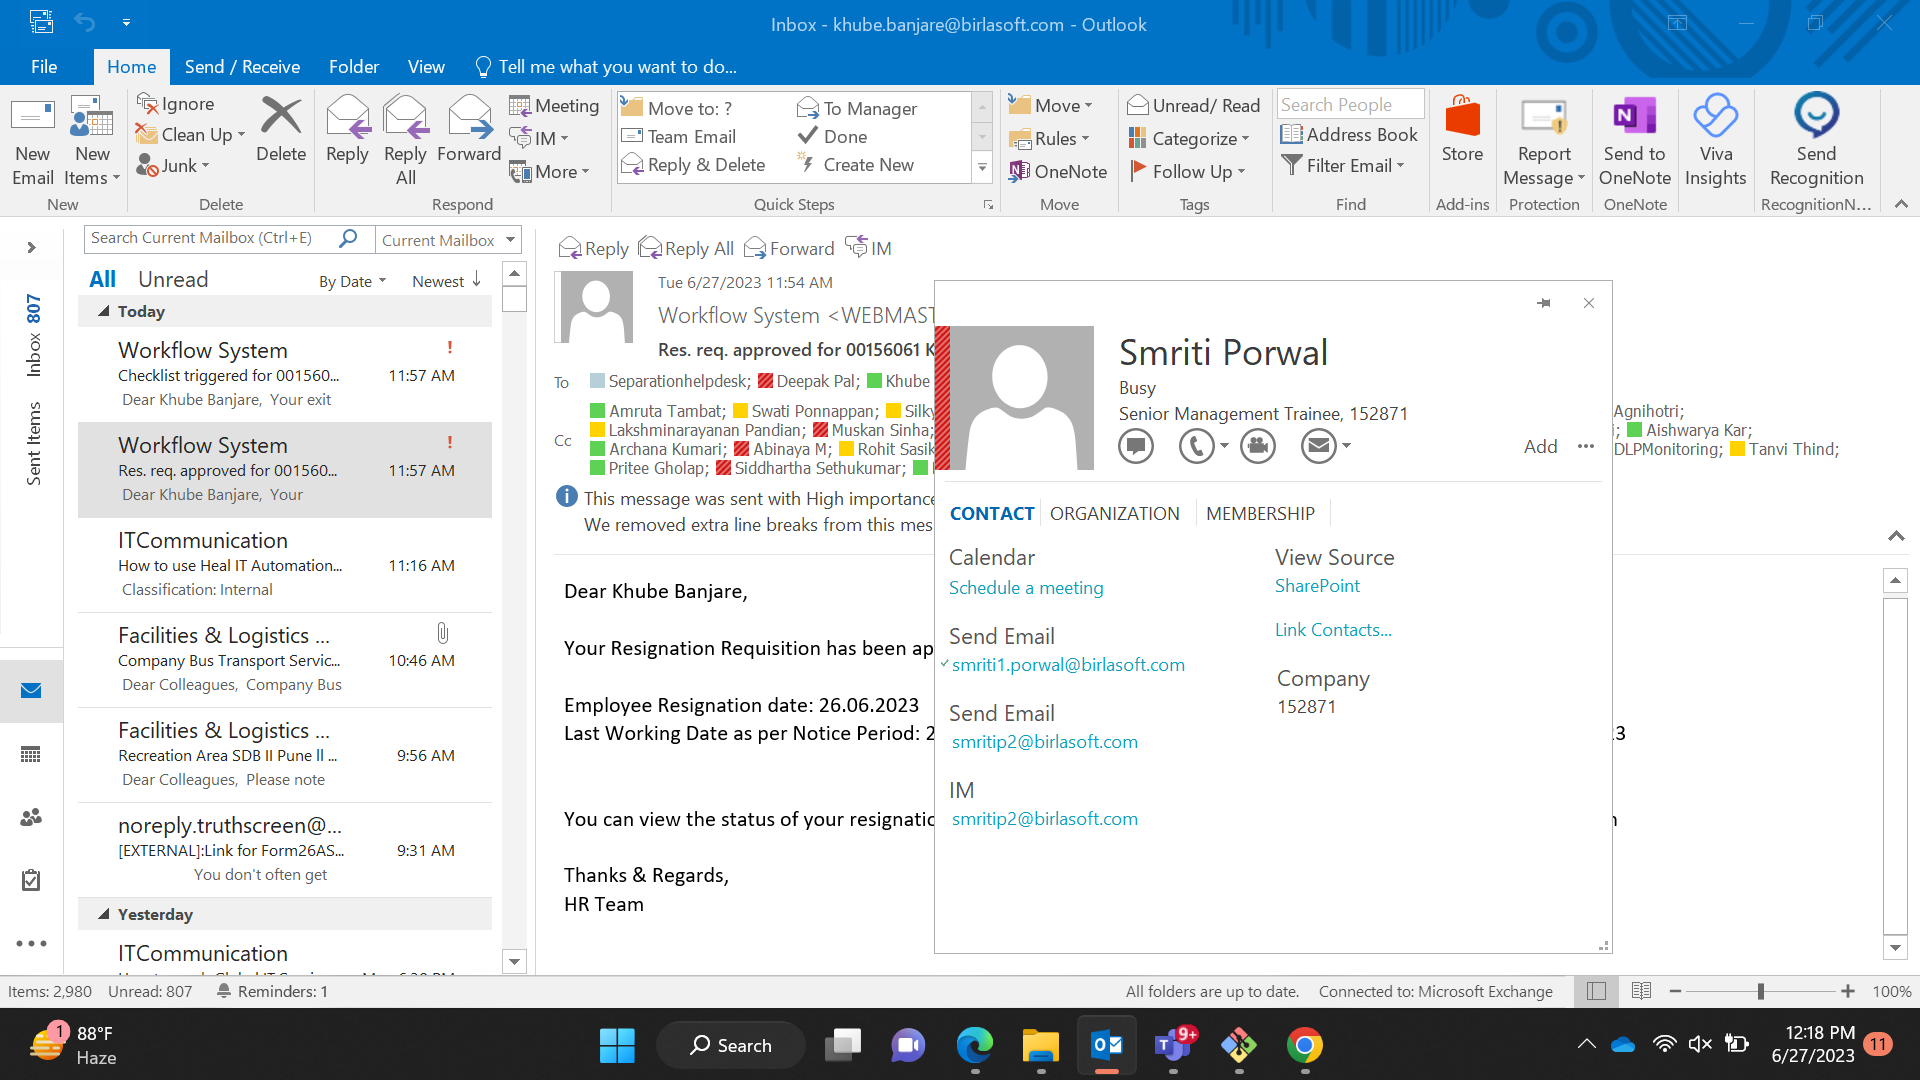 Inbox - khube.banjare@birlasoft.com - Outlook
File Home Send / Receive Folder View Tell me what you want to do...
New Email
New Items
New
Ignore
Clean Up
Junk
Delete
Delete
Reply
Reply All
Forward
Meeting
IM
More
Respond
Move to: ?
Team Email
Reply & Delete
To Manager
Done
Create New
Quick Steps
Move
Rules
OneNote
Move
Unread/ Read
Categorize
Follow Up
Tags
Search People
Address Book
Filter Email
Find
Store
Add-ins
Report Message
Protection
Send to OneNote
OneNote
Viva Insights
Send Recognition
RecognitionN...
Inbox 807
Sent Items
Search Current Mailbox (Ctrl+E)
Current Mailbox
All Unread By Date Newest
Today
Workflow System !
Checklist triggered for 001560... 11:57 AM
Dear Khube Banjare, Your exit
Workflow System !
Res. req. approved for 001560... 11:57 AM
Dear Khube Banjare, Your
ITCommunication
How to use Heal IT Automation... 11:16 AM
Classification: Internal
Facilities & Logistics ...
Company Bus Transport Servic... 10:46 AM
Dear Colleagues, Company Bus
Facilities & Logistics ...
Recreation Area SDB II Pune ll ... 9:56 AM
Dear Colleagues, Please note
noreply.truthscreen@...
[EXTERNAL]:Link for Form26AS... 9:31 AM
You don't often get
Yesterday
ITCommunication
Reply Reply All Forward IM
Tue 6/27/2023 11:54 AM
Workflow System <WEBMAST
Res. req. approved for 00156061 K
To Separationhelpdesk; Deepak Pal; Khube
Cc
Amruta Tambat; Swati Ponnappan; Silky Agnihotri;
Lakshminarayanan Pandian; Muskan Sinha; Aishwarya Kar;
Archana Kumari; Abinaya M; Rohit Sasik DLPMonitoring; Tanvi Thind;
Pritee Gholap; Siddhartha Sethukumar;
This message was sent with High importance
We removed extra line breaks from this mes
Dear Khube Banjare,
Your Resignation Requisition has been ap
Employee Resignation date: 26.06.2023
Last Working Date as per Notice Period: 2 3
You can view the status of your resignatio
Thanks & Regards,
HR Team
Smriti Porwal
Busy
Senior Management Trainee, 152871
Add
CONTACT ORGANIZATION MEMBERSHIP
Calendar
Schedule a meeting
Send Email
smriti1.porwal@birlasoft.com
Send Email
smritip2@birlasoft.com
IM
smritip2@birlasoft.com
View Source
SharePoint
Link Contacts...
Company
152871
Items: 2,980 Unread: 807 Reminders: 1 All folders are up to date. Connected to: Microsoft Exchange 100%
1
88°F
Haze
Search
9+
12:18 PM
6/27/2023
11